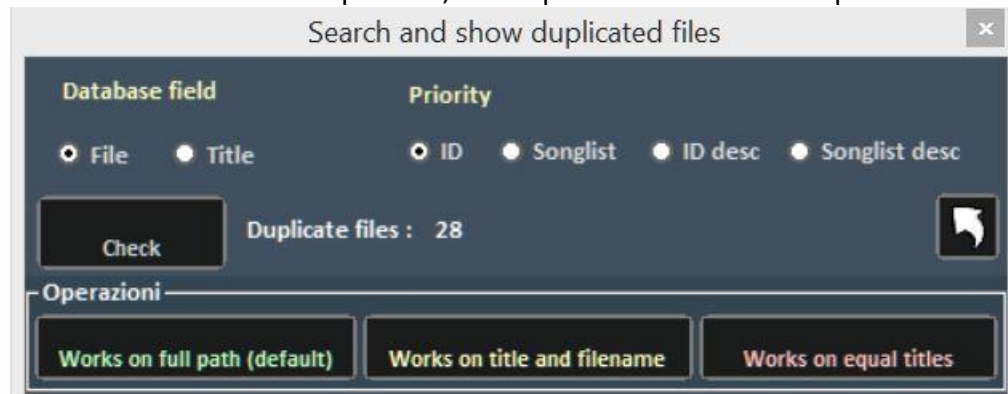 Search and show duplicated files
x
Database field Priority
File Title ID Songlist ID desc Songlist desc
Check Duplicate files : 28
Operazioni
Works on full path (default) Works on title and filename Works on equal titles